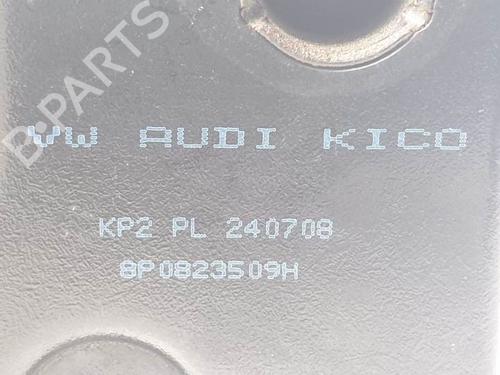 B-PARTS
VW AUDI KICO
KP2 PL 240708
8P0823509H